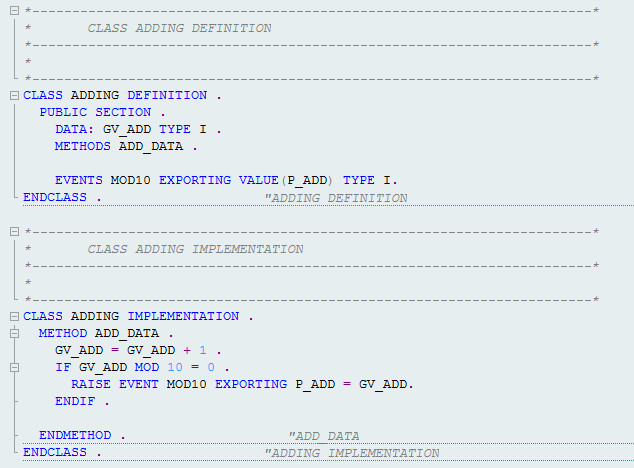 *----------------------------------------------------------------------*
*       CLASS ADDING DEFINITION
*----------------------------------------------------------------------*
*
*----------------------------------------------------------------------*
CLASS ADDING DEFINITION .
  PUBLIC SECTION .
    DATA: GV_ADD TYPE I .
    METHODS ADD_DATA .
    EVENTS MOD10 EXPORTING VALUE(P_ADD) TYPE I.
ENDCLASS .                    "ADDING DEFINITION
*----------------------------------------------------------------------*
*       CLASS ADDING IMPLEMENTATION
*----------------------------------------------------------------------*
*
*----------------------------------------------------------------------*
CLASS ADDING IMPLEMENTATION .
  METHOD ADD_DATA .
    GV_ADD = GV_ADD + 1 .
    IF GV_ADD MOD 10 = 0 .
      RAISE EVENT MOD10 EXPORTING P_ADD = GV_ADD.
    ENDIF .
  ENDMETHOD .                    "ADD_DATA
ENDCLASS .                    "ADDING IMPLEMENTATION